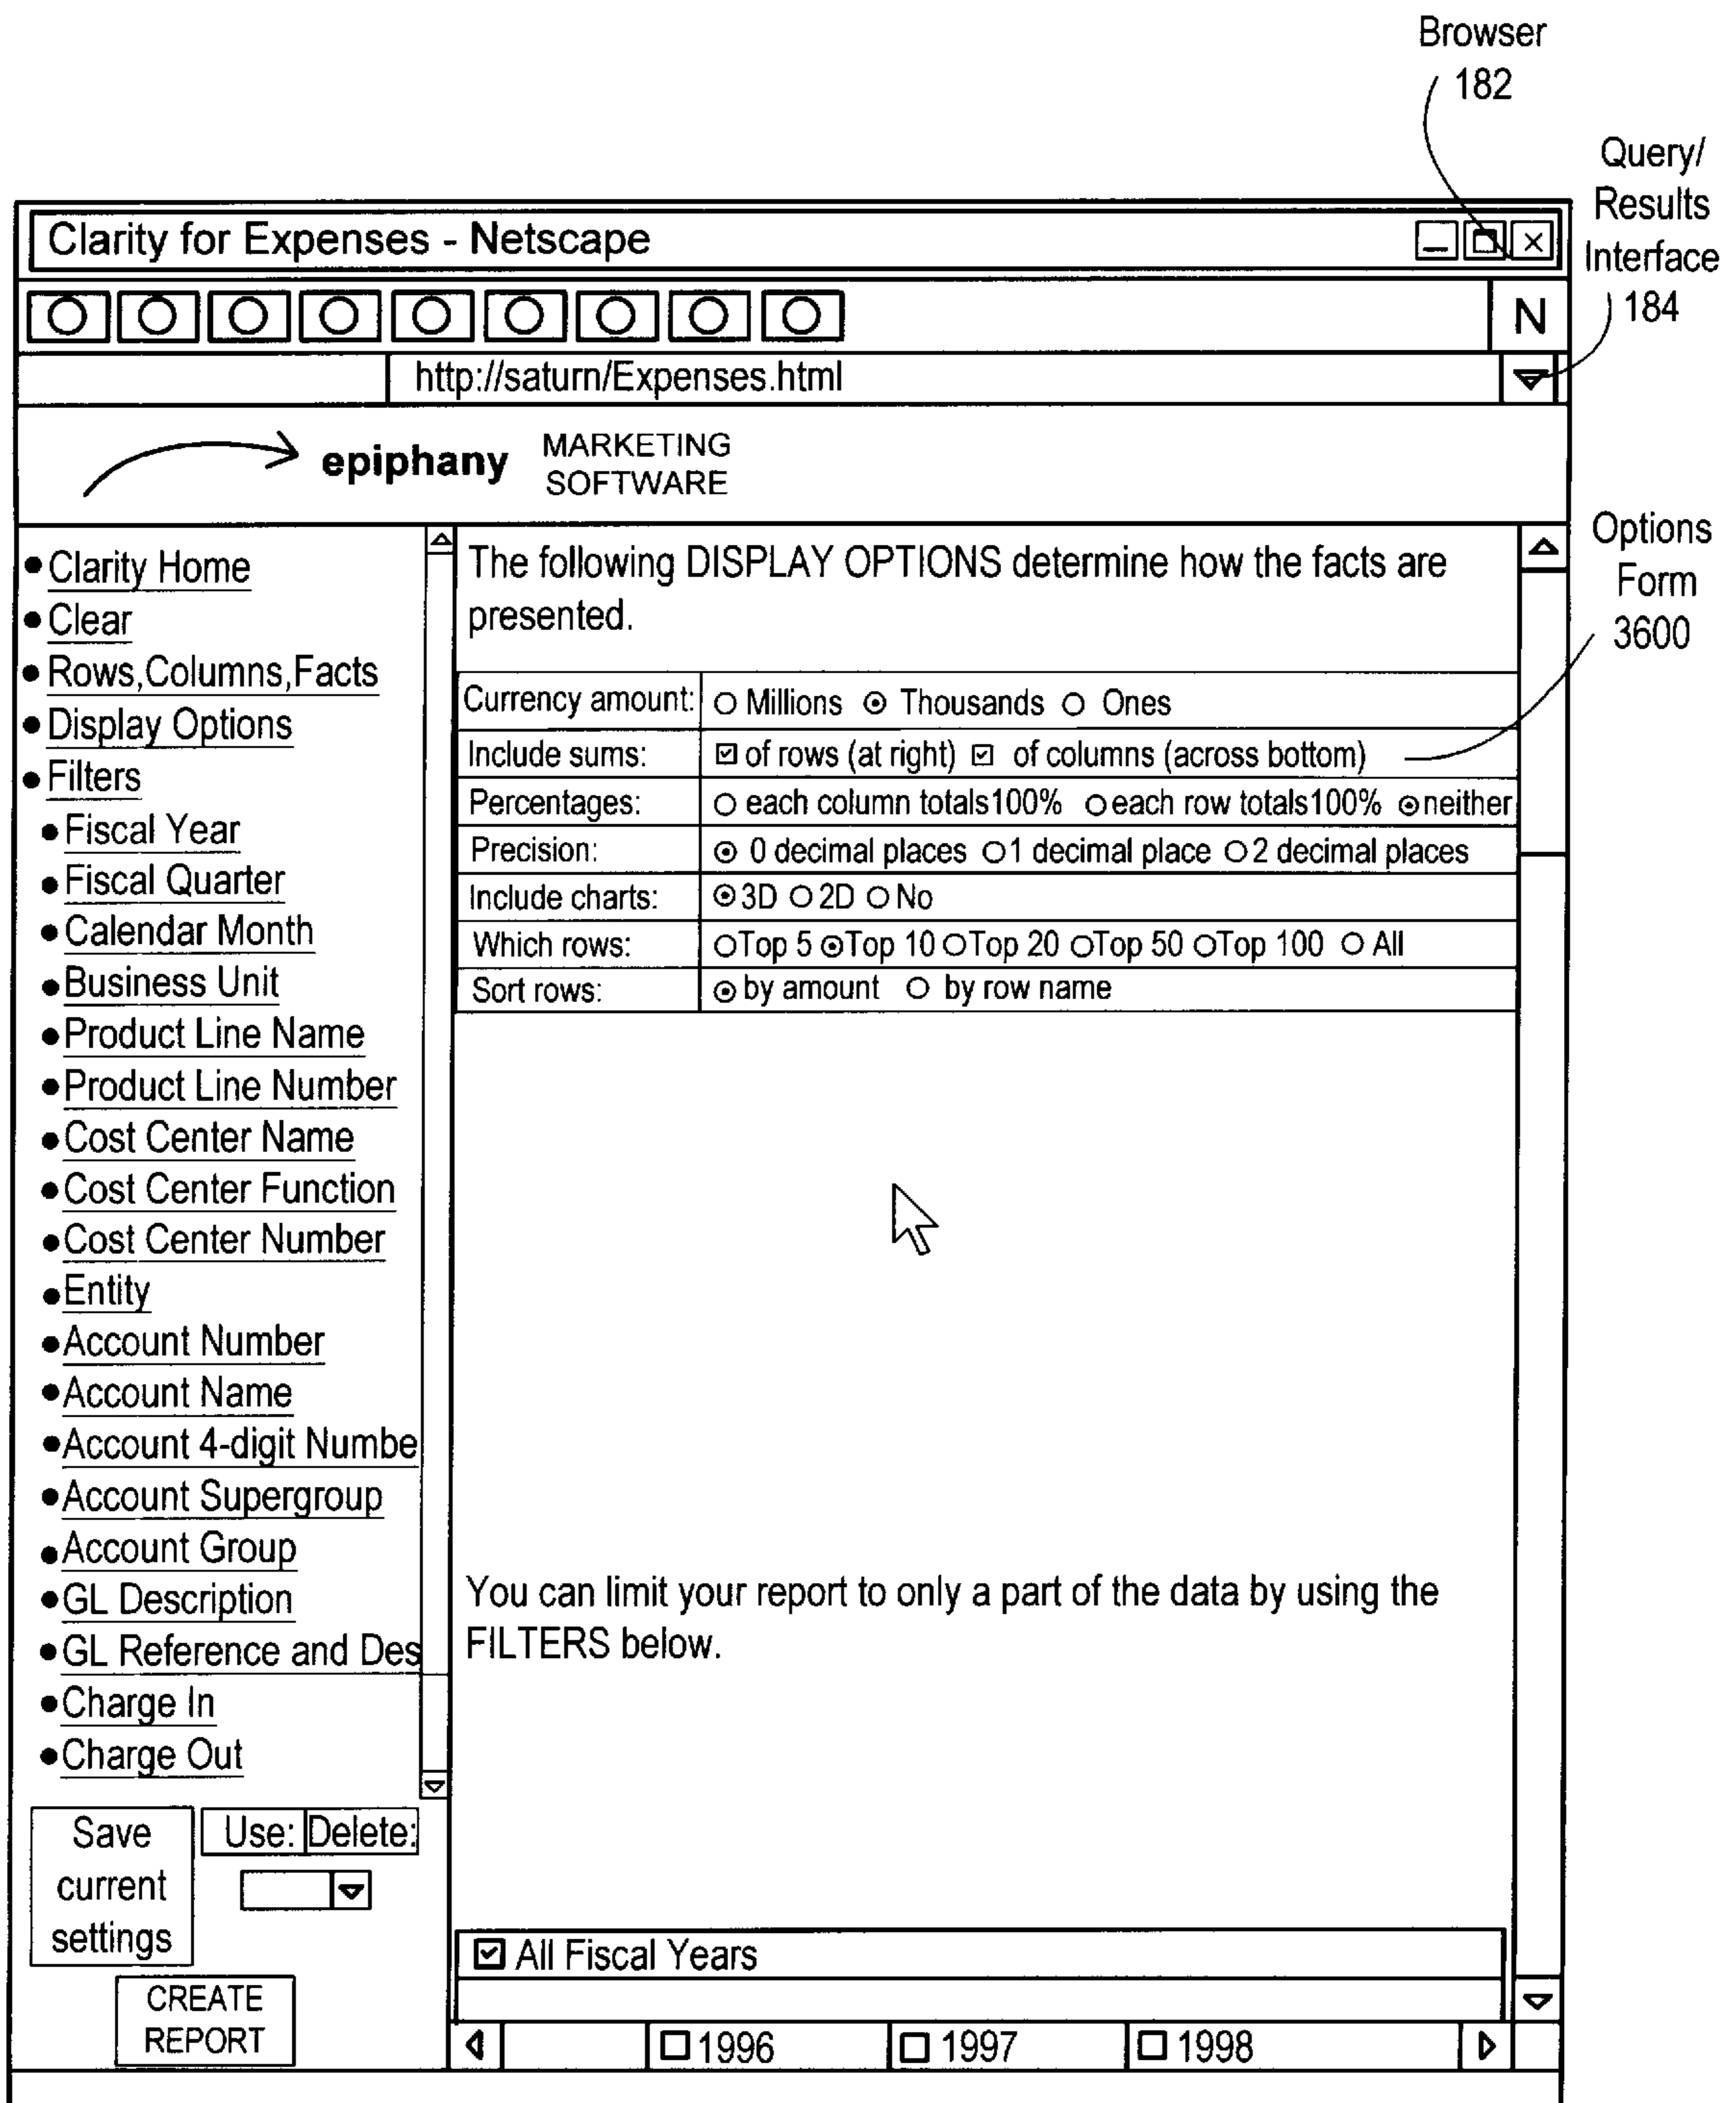 Browser
182
Query/
Results
Interface
184
Clarity for Expenses - Netscape
N
http://saturn/Expenses.html
epiphany MARKETING
SOFTWARE
Options
Form
3600
• Clarity Home
• Clear
• Rows,Columns,Facts
• Display Options
• Filters
• Fiscal Year
• Fiscal Quarter
• Calendar Month
• Business Unit
• Product Line Name
• Product Line Number
• Cost Center Name
• Cost Center Function
• Cost Center Number
• Entity
• Account Number
• Account Name
• Account 4-digit Numbe
• Account Supergroup
• Account Group
• GL Description
• GL Reference and Des
• Charge In
• Charge Out
Save
current
settings
Use: Delete:
CREATE
REPORT
The following DISPLAY OPTIONS determine how the facts are
presented.
Currency amount: Millions Thousands Ones
Include sums: of rows (at right) of columns (across bottom)
Percentages: each column totals100% each row totals100% neither
Precision: 0 decimal places 1 decimal place 2 decimal places
Include charts: 3D 2D No
Which rows: Top 5 Top 10 Top 20 Top 50 Top 100 All
Sort rows: by amount by row name
You can limit your report to only a part of the data by using the
FILTERS below.
All Fiscal Years
1996 1997 1998